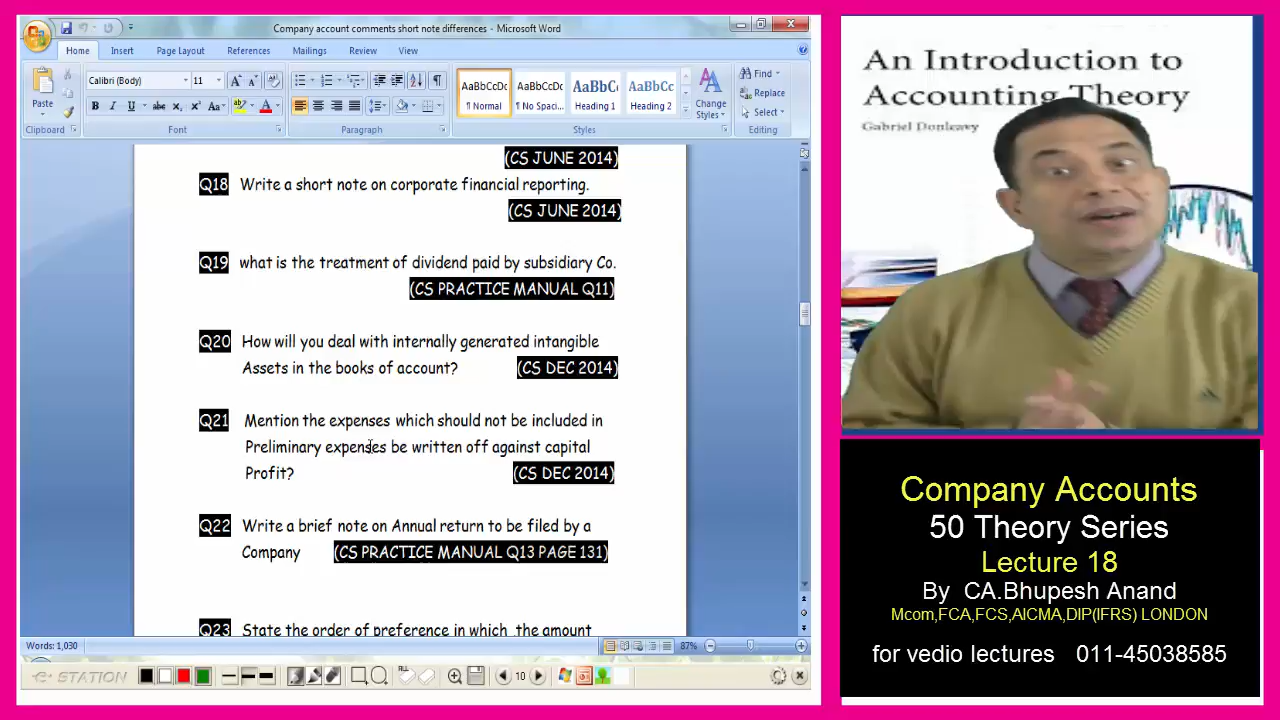 Company account comments short note differences - Microsoft Word
Home Insert Page Layout References Mailings Review View
Paste
Calibri (Body) 11
B I U abc x₂ x² Aa
AaBbCcDc AaBbCcDc AaBbC AaBbCc
¶ Normal ¶ No Spaci... Heading 1 Heading 2
Change Styles
Find
Replace
Select
Clipboard Font Paragraph Styles Editing
(CS JUNE 2014)
Q18 Write a short note on corporate financial reporting.
(CS JUNE 2014)
Q19 what is the treatment of dividend paid by subsidiary Co.
(CS PRACTICE MANUAL Q11)
Q20 How will you deal with internally generated intangible
Assets in the books of account? (CS DEC 2014)
Q21 Mention the expenses which should not be included in
Preliminary expenses be written off against capital
Profit? (CS DEC 2014)
Q22 Write a brief note on Annual return to be filed by a
Company (CS PRACTICE MANUAL Q13 PAGE 131)
Q23 State the order of preference in which the amount
Words: 1,030
87%
e-STATION
10
An Introduction to
Accounting Theory
Gabriel Donleavy
Company Accounts
50 Theory Series
Lecture 18
By CA.Bhupesh Anand
Mcom,FCA,FCS,AICMA,DIP(IFRS) LONDON
for vedio lectures 011-45038585